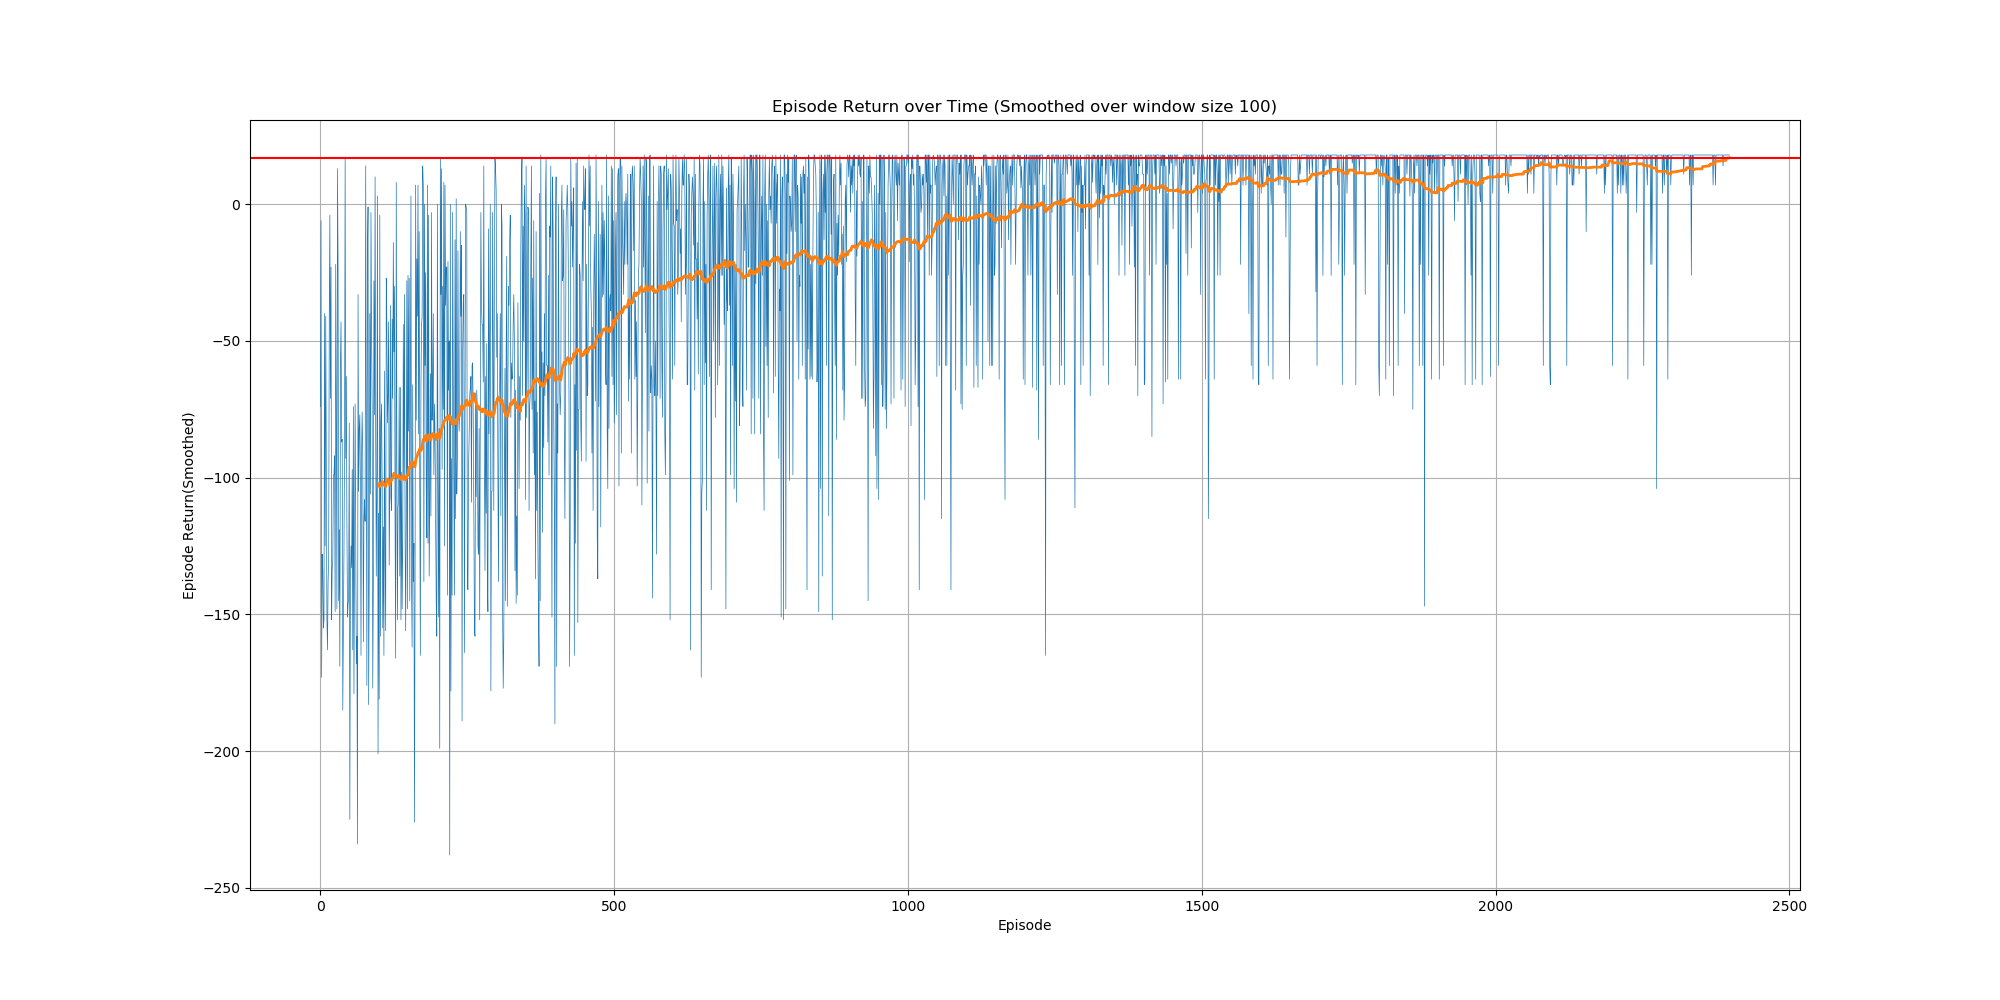 Episode Return over Time (Smoothed over window size 100)
Episode Return(Smoothed)
0
−50
−100
−150
−200
−250
0 500 1000 1500 2000 2500
Episode